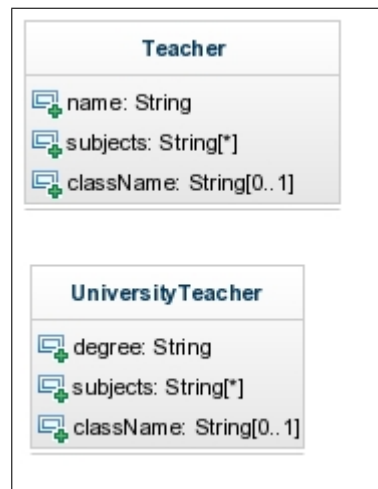 Teacher
name: String
subjects: String[*]
className: String[0..1]
UniversityTeacher
degree: String
subjects: String[*]
className: String[0..1]